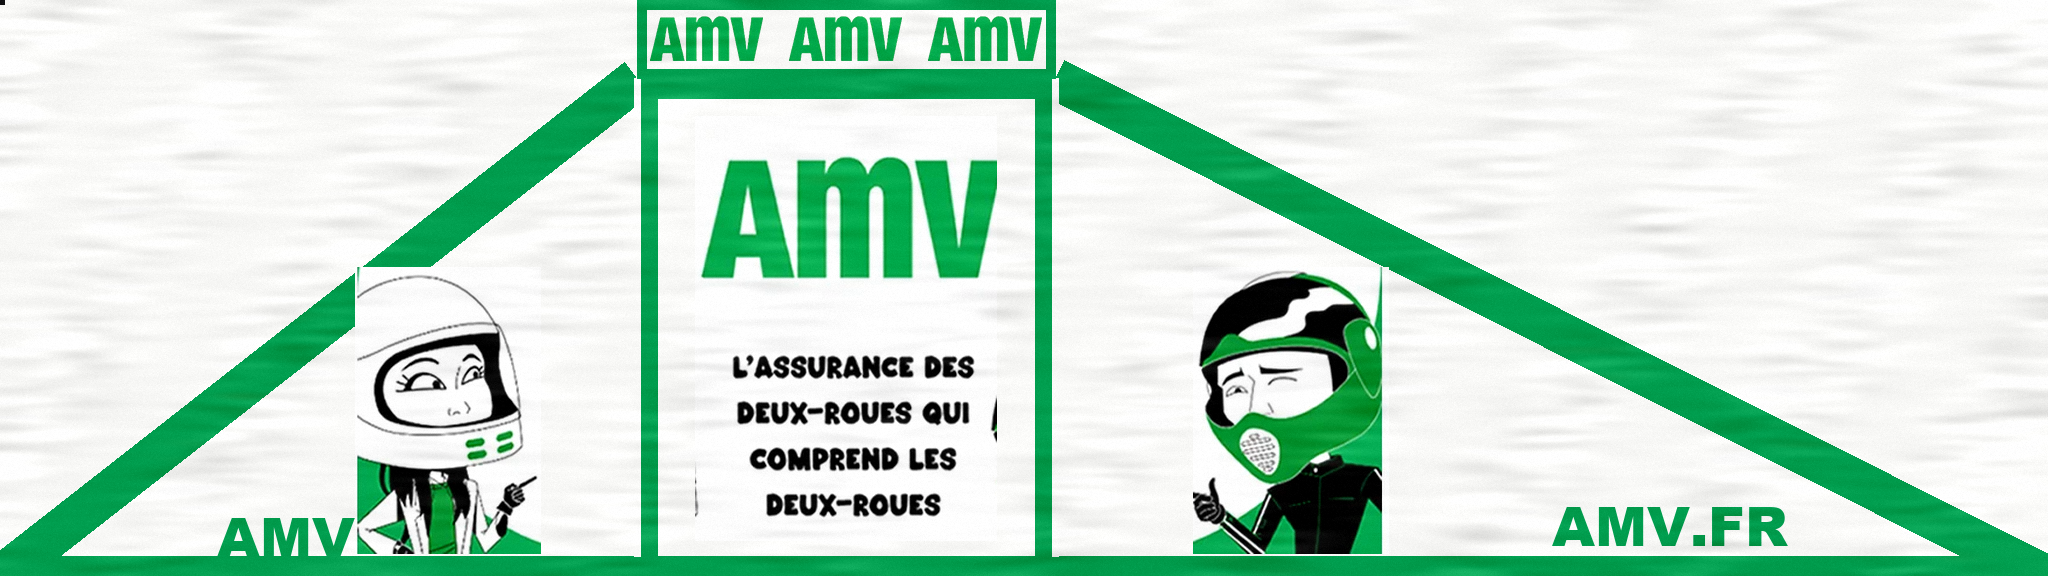 Amv Amv Amv
Amv
L'ASSURANCE DES
DEUX-ROUES QUI
COMPREND LES
DEUX-ROUES
AMV
AMV.FR